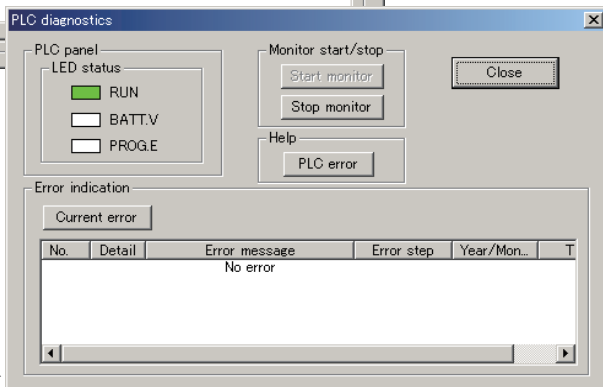 PLC diagnostics
PLC panel
LED status
RUN
BATT.V
PROG.E
Monitor start/stop
Start monitor
Stop monitor
Close
Help
PLC error
Error indication
Current error
No. Detail Error message Error step Year/Mon... T
No error